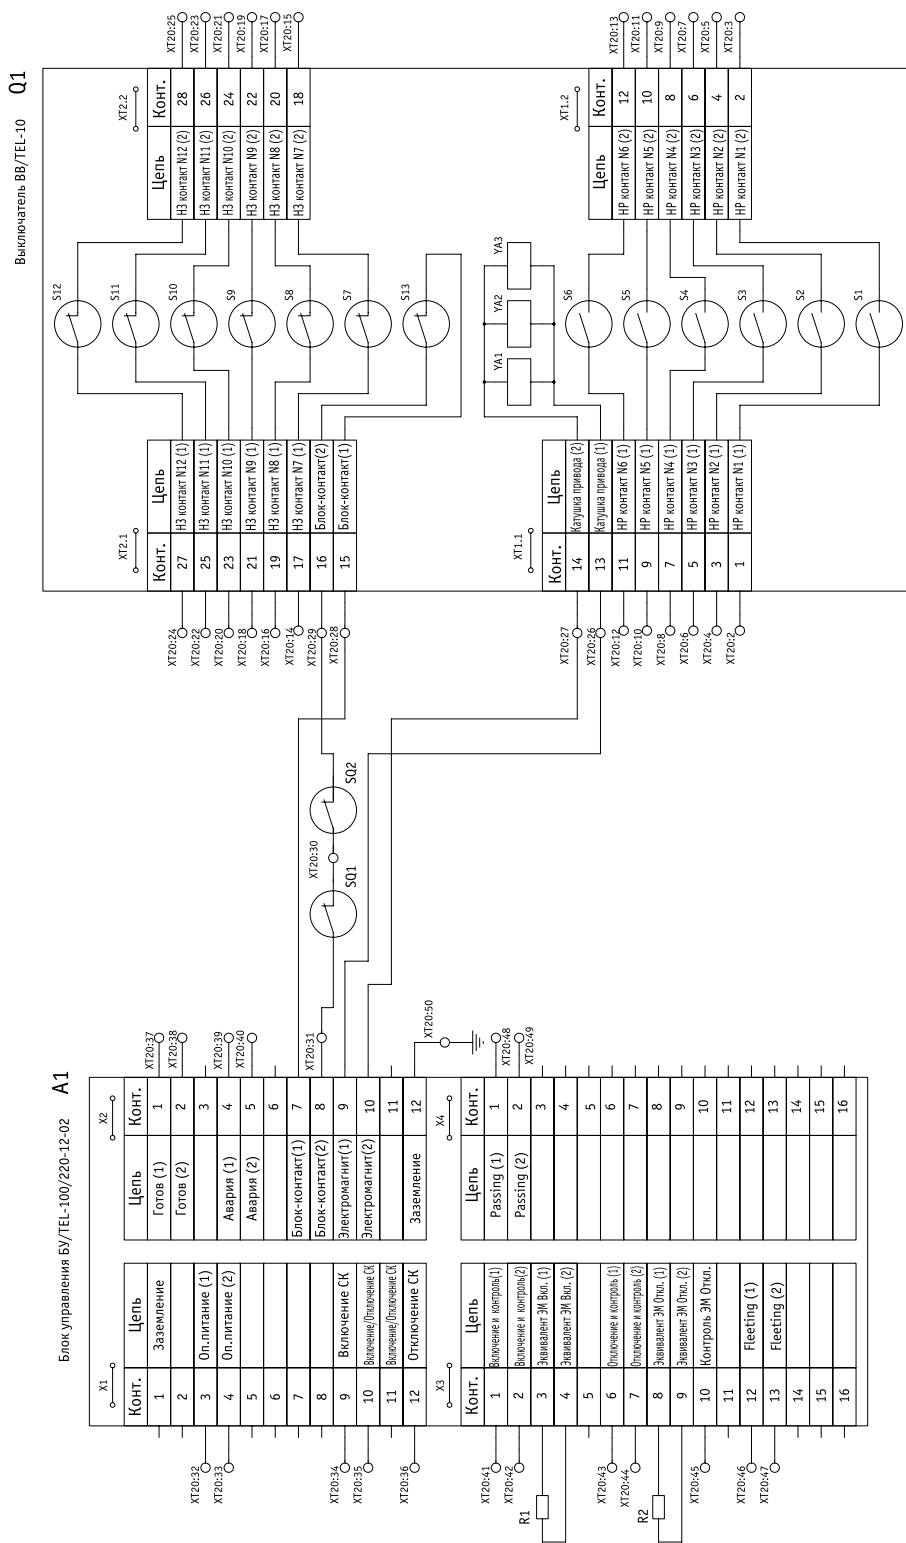 Блок управления БУ/TEL-100/220-12-02 A1
X1
Конт. Цепь
1 Заземление
2
3 Оп.питание (1)
4 Оп.питание (2)
5
6
7
8
9 Включение СК
10 Включение/Отключение СК
11 Включение/Отключение СК
12 Отключение СК
XT20:32
XT20:33
XT20:34
XT20:35
XT20:36
X2
Цепь Конт.
Готов (1) 1
Готов (2) 2
3
Авария (1) 4
Авария (2) 5
6
Блок-контакт(1) 7
Блок-контакт(2) 8
Электромагнит(1) 9
Электромагнит(2) 10
11
Заземление 12
XT20:37
XT20:38
XT20:39
XT20:40
XT20:31
XT20:50
X3
Конт. Цепь
1 Включение и контроль(1)
2 Включение и контроль(2)
3 Эквивалент ЭМ Вкл. (1)
4 Эквивалент ЭМ Вкл. (2)
5
6 Отключение и контроль (1)
7 Отключение и контроль (2)
8 Эквивалент ЭМ Откл. (1)
9 Эквивалент ЭМ Откл. (2)
10 Контроль ЭМ Откл.
11
12 Fleeting (1)
13 Fleeting (2)
14
15
16
XT20:41
XT20:42
R1
XT20:43
XT20:44
R2
XT20:45
XT20:46
XT20:47
X4
Цепь Конт.
Passing (1) 1
Passing (2) 2
3
4
5
6
7
8
9
10
11
12
13
14
15
16
XT20:48
XT20:49
SQ1
XT20:30
SQ2
Выключатель ВВ/TEL-10 Q1
XT2.1
Конт. Цепь
XT20:24 27 НЗ контакт N12 (1)
XT20:22 25 НЗ контакт N11 (1)
XT20:20 23 НЗ контакт N10 (1)
XT20:18 21 НЗ контакт N9 (1)
XT20:16 19 НЗ контакт N8 (1)
XT20:14 17 НЗ контакт N7 (1)
XT20:29 16 Блок-контакт(2)
XT20:28 15 Блок-контакт(1)
S12
S11
S10
S9
S8
S7
S13
XT2.2
Цепь Конт.
НЗ контакт N12 (2) 28 XT20:25
НЗ контакт N11 (2) 26 XT20:23
НЗ контакт N10 (2) 24 XT20:21
НЗ контакт N9 (2) 22 XT20:19
НЗ контакт N8 (2) 20 XT20:17
НЗ контакт N7 (2) 18 XT20:15
XT1.1
Конт. Цепь
XT20:27 14 Катушка привода (2)
XT20:26 13 Катушка привода (1)
XT20:12 11 НР контакт N6 (1)
XT20:10 9 НР контакт N5 (1)
XT20:8 7 НР контакт N4 (1)
XT20:6 5 НР контакт N3 (1)
XT20:4 3 НР контакт N2 (1)
XT20:2 1 НР контакт N1 (1)
YA1 YA2 YA3
S6
S5
S4
S3
S2
S1
XT1.2
Цепь Конт.
НР контакт N6 (2) 12 XT20:13
НР контакт N5 (2) 10 XT20:11
НР контакт N4 (2) 8 XT20:9
НР контакт N3 (2) 6 XT20:7
НР контакт N2 (2) 4 XT20:5
НР контакт N1 (2) 2 XT20:3